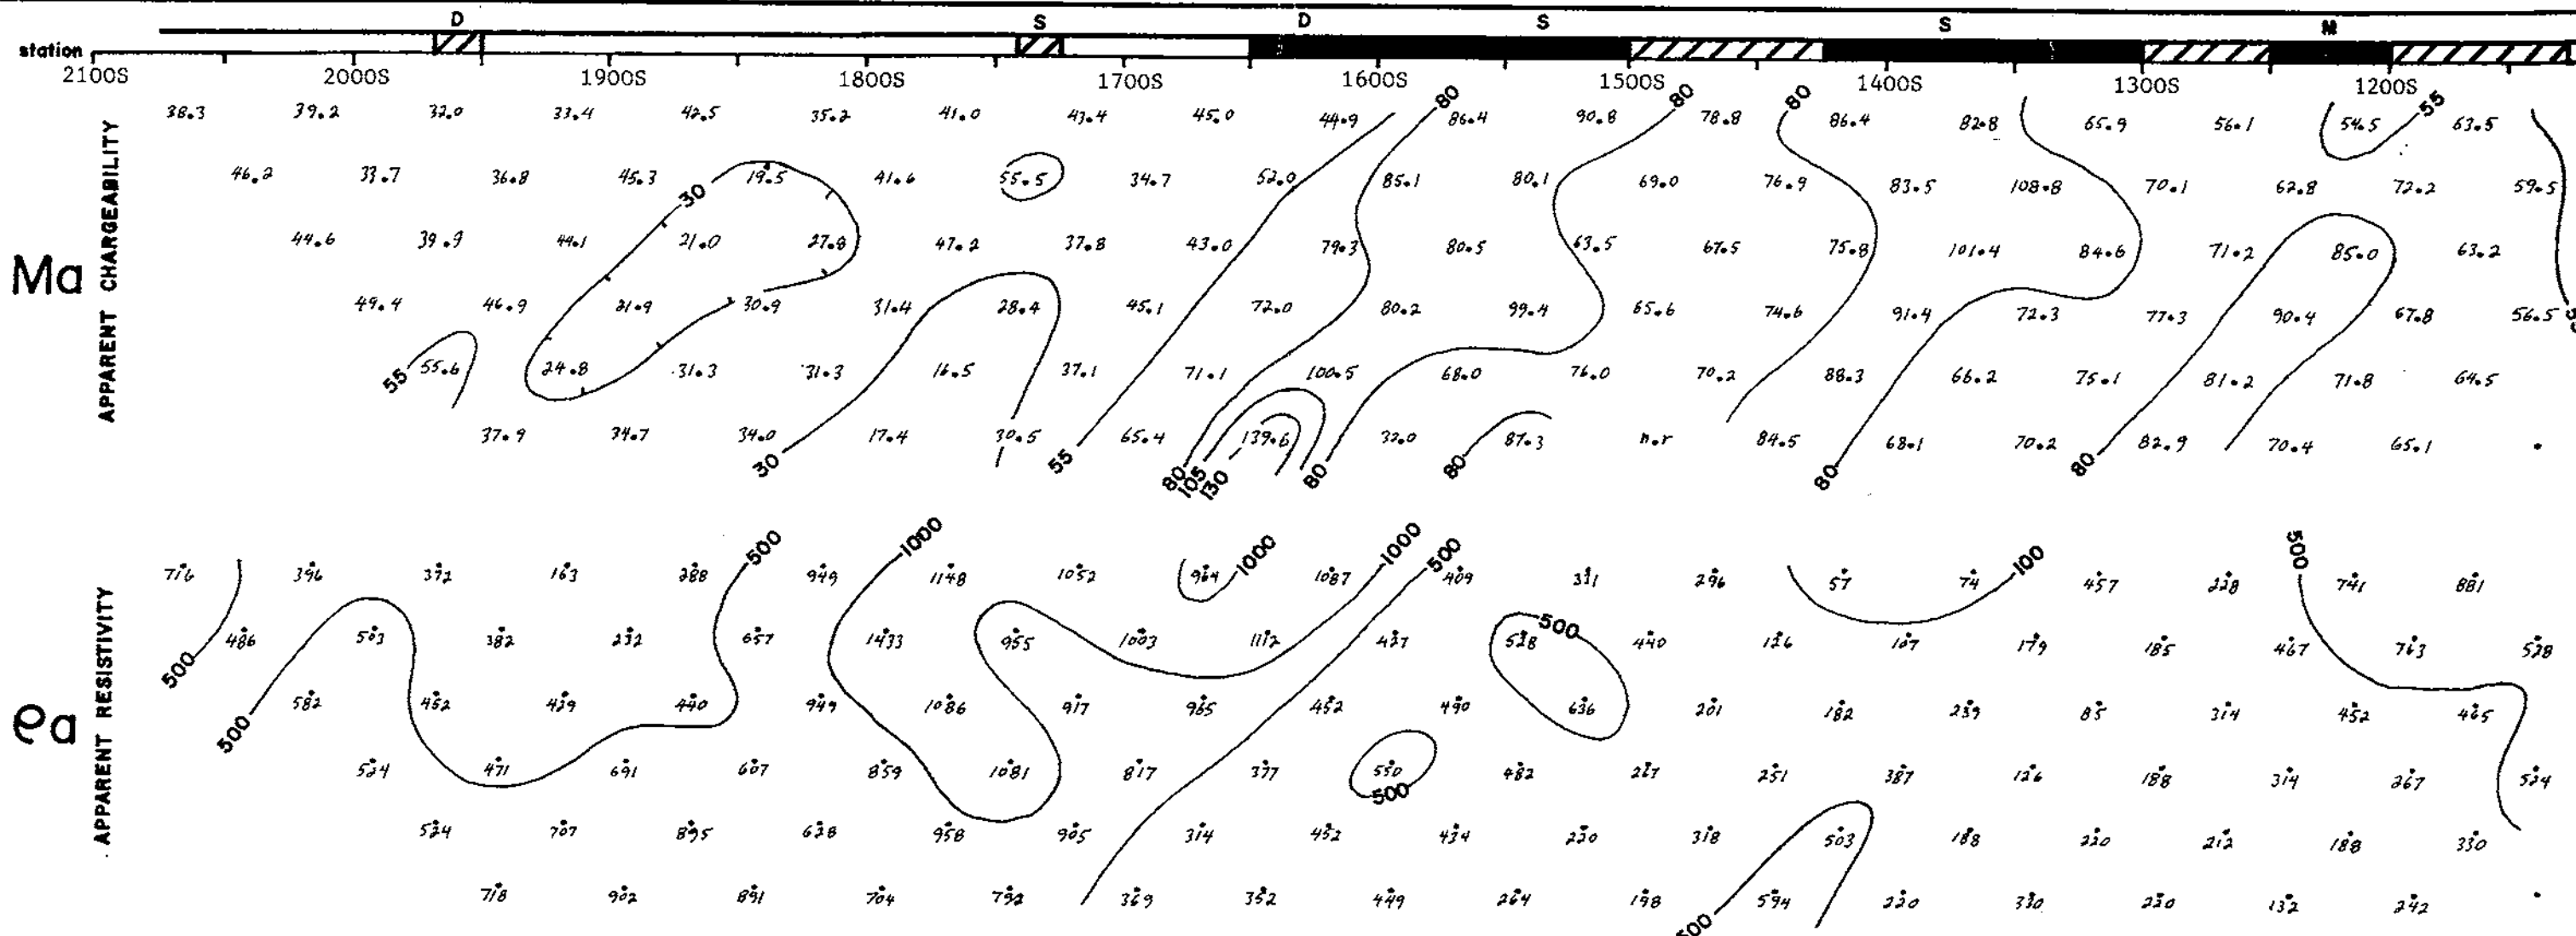 D S D S S M
station
2100S 2000S 1900S 1800S 1700S 1600S 1500S 1400S 1300S 1200S
80 80 80 55
38.3 39.2 32.0 33.4 42.5 35.2 41.0 43.4 45.0 44.9 86.4 90.8 78.8 86.4 82.8 65.9 56.1 54.5 63.5
46.2 33.7 36.8 45.3 19.5 41.6 55.5 34.7 52.0 85.1 80.1 69.0 76.9 83.5 108.8 70.1 62.8 72.2 59.5
30
44.6 39.9 44.1 21.0 27.8 47.2 37.8 43.0 79.3 80.5 63.5 67.5 75.8 101.4 84.6 71.2 85.0 63.2
Ma APPARENT CHARGEABILITY
49.4 46.9 21.9 30.9 31.4 28.4 45.1 72.0 80.2 99.4 65.6 74.6 91.4 72.3 77.3 90.4 67.8 56.5
55 55.6 24.8 31.3 31.3 16.5 37.1 71.1 100.5 68.0 76.0 70.2 88.3 66.2 75.1 81.2 71.8 64.5
37.9 34.7 34.0 17.4 30.5 65.4 139.6 32.0 87.3 n.r 84.5 68.1 70.2 82.9 70.4 65.1
30 55 80 105 130 80 80 80 80
500 1000 1000 1000 500 100 500
716 396 372 163 288 949 1148 1052 964 1087 409 311 296 57 74 457 228 741 881
486 503 382 232 657 1433 955 1003 1112 427 528 440 126 107 179 185 467 763 528
500 500
500 582 452 429 440 949 1086 917 965 452 490 636 201 182 239 85 314 452 465
ρa APPARENT RESISTIVITY
524 471 691 607 859 1081 817 377 550 482 267 251 387 126 188 314 267 524
500
524 707 895 628 958 905 314 452 434 220 318 503 188 220 212 188 330
718 902 891 704 792 369 352 449 264 198 594 220 330 220 132 242
500